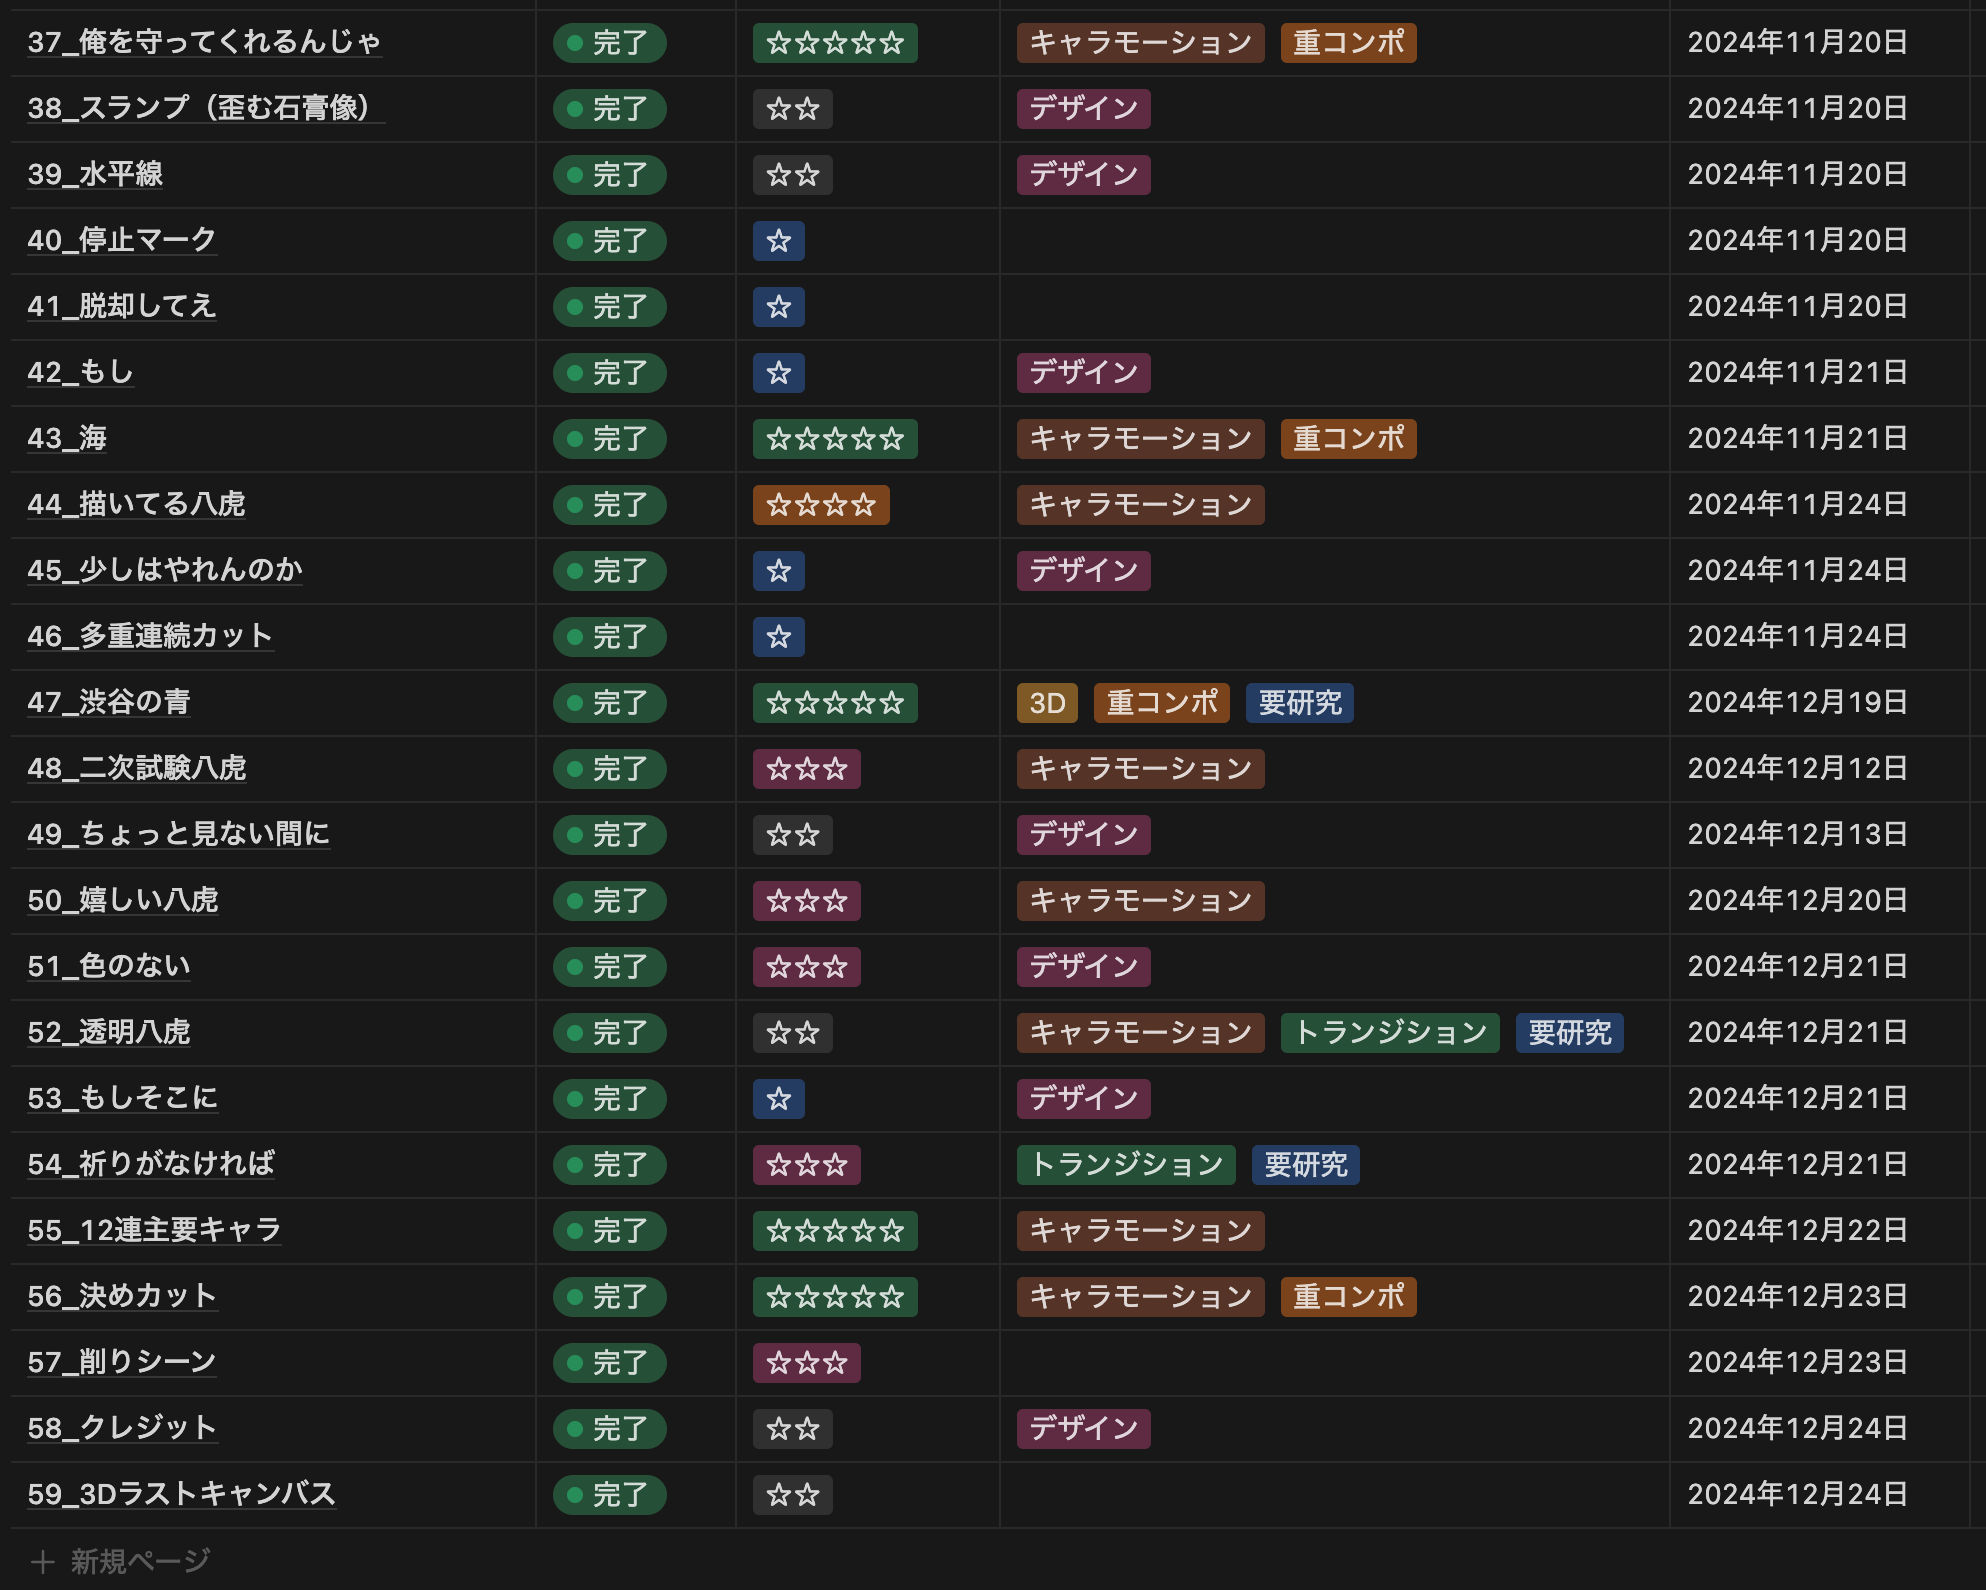 37_俺を守ってくれるんじゃ 完了 ☆☆☆☆☆ キャラモーション 重コンポ 2024年11月20日
38_スランプ（歪む石膏像） 完了 ☆☆ デザイン 2024年11月20日
39_水平線 完了 ☆☆ デザイン 2024年11月20日
40_停止マーク 完了 ☆ 2024年11月20日
41_脱却してえ 完了 ☆ 2024年11月20日
42_もし 完了 ☆ デザイン 2024年11月21日
43_海 完了 ☆☆☆☆☆ キャラモーション 重コンポ 2024年11月21日
44_描いてる八虎 完了 ☆☆☆☆ キャラモーション 2024年11月24日
45_少しはやれんのか 完了 ☆ デザイン 2024年11月24日
46_多重連続カット 完了 ☆ 2024年11月24日
47_渋谷の青 完了 ☆☆☆☆☆ 3D 重コンポ 要研究 2024年12月19日
48_二次試験八虎 完了 ☆☆☆ キャラモーション 2024年12月12日
49_ちょっと見ない間に 完了 ☆☆ デザイン 2024年12月13日
50_嬉しい八虎 完了 ☆☆☆ キャラモーション 2024年12月20日
51_色のない 完了 ☆☆☆ デザイン 2024年12月21日
52_透明八虎 完了 ☆☆ キャラモーション トランジション 要研究 2024年12月21日
53_もしそこに 完了 ☆ デザイン 2024年12月21日
54_祈りがなければ 完了 ☆☆☆ トランジション 要研究 2024年12月21日
55_12連主要キャラ 完了 ☆☆☆☆☆ キャラモーション 2024年12月22日
56_決めカット 完了 ☆☆☆☆☆ キャラモーション 重コンポ 2024年12月23日
57_削りシーン 完了 ☆☆☆ 2024年12月23日
58_クレジット 完了 ☆☆ デザイン 2024年12月24日
59_3Dラストキャンバス 完了 ☆☆ 2024年12月24日
＋ 新規ページ